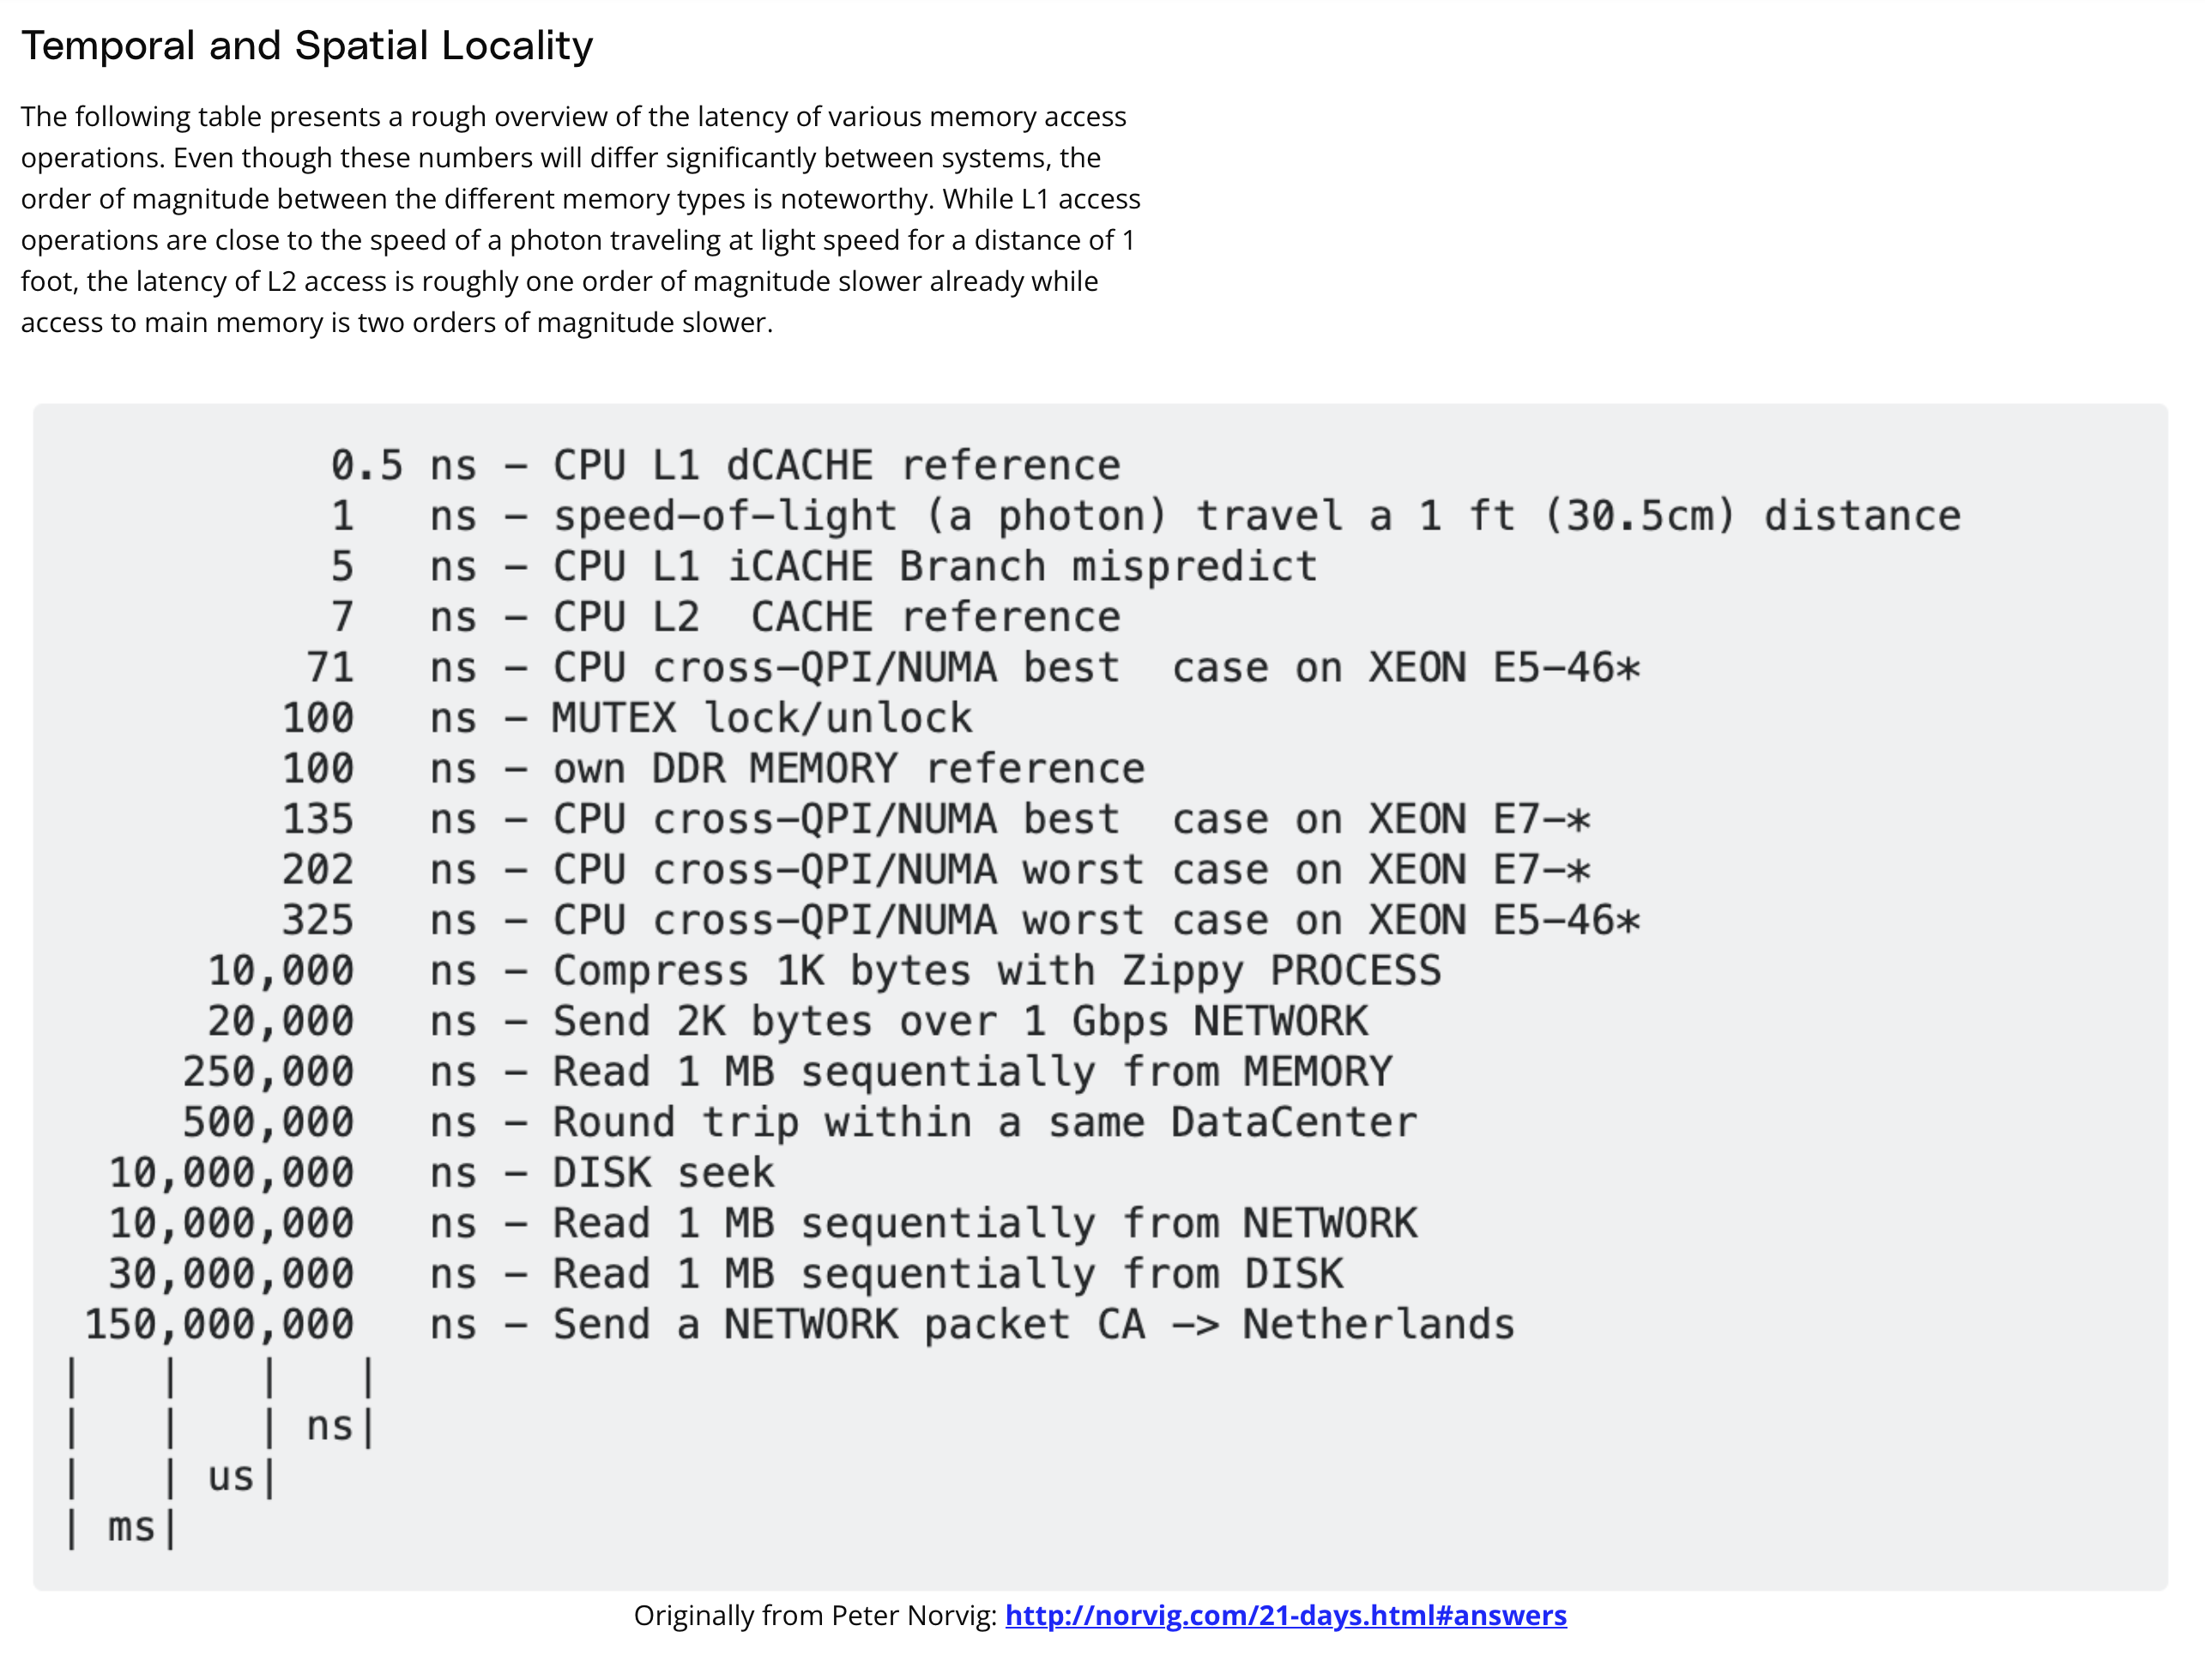 Temporal and Spatial Locality
The following table presents a rough overview of the latency of various memory access
operations. Even though these numbers will differ significantly between systems, the
order of magnitude between the different memory types is noteworthy. While L1 access
operations are close to the speed of a photon traveling at light speed for a distance of 1
foot, the latency of L2 access is roughly one order of magnitude slower already while
access to main memory is two orders of magnitude slower.
          0.5 ns – CPU L1 dCACHE reference
          1   ns – speed–of–light (a photon) travel a 1 ft (30.5cm) distance
          5   ns – CPU L1 iCACHE Branch mispredict
          7   ns – CPU L2  CACHE reference
         71   ns – CPU cross–QPI/NUMA best  case on XEON E5–46*
        100   ns – MUTEX lock/unlock
        100   ns – own DDR MEMORY reference
        135   ns – CPU cross–QPI/NUMA best  case on XEON E7–*
        202   ns – CPU cross–QPI/NUMA worst case on XEON E7–*
        325   ns – CPU cross–QPI/NUMA worst case on XEON E5–46*
     10,000   ns – Compress 1K bytes with Zippy PROCESS
     20,000   ns – Send 2K bytes over 1 Gbps NETWORK
    250,000   ns – Read 1 MB sequentially from MEMORY
    500,000   ns – Round trip within a same DataCenter
 10,000,000   ns – DISK seek
 10,000,000   ns – Read 1 MB sequentially from NETWORK
 30,000,000   ns – Read 1 MB sequentially from DISK
150,000,000   ns – Send a NETWORK packet CA –> Netherlands
|   |   |   |
|   |   | ns|
|   | us|
| ms|
Originally from Peter Norvig: http://norvig.com/21-days.html#answers